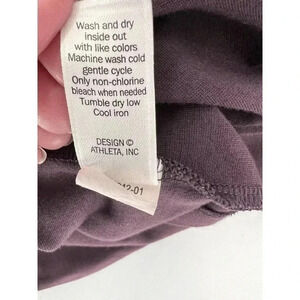 Wash and dry
inside out
with like colors
Machine wash cold
gentle cycle
Only non-chlorine
bleach when needed
Tumble dry low
Cool iron
DESIGN ©
ATHLETA, INC